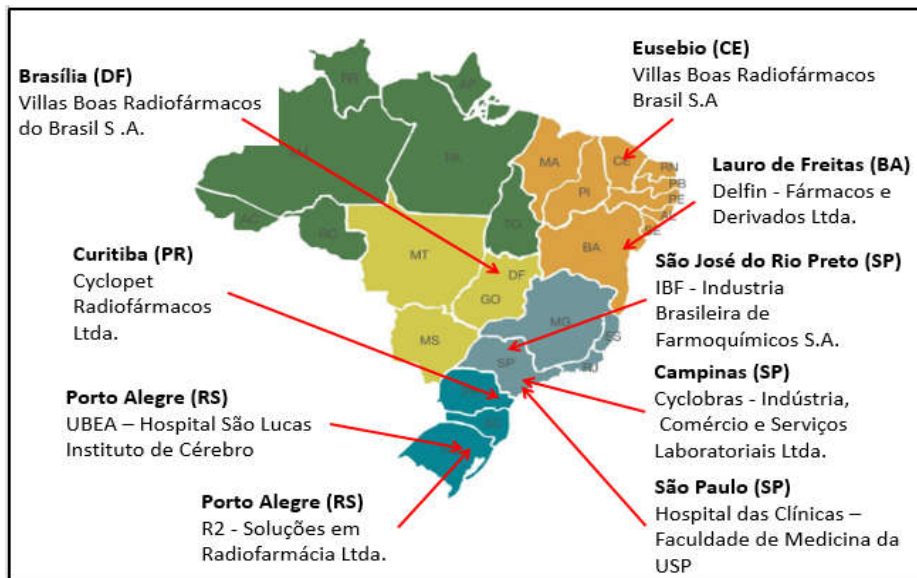 Brasília (DF)
Villas Boas Radiofármacos
do Brasil S .A.
Eusebio (CE)
Villas Boas Radiofármacos
Brasil S.A
Lauro de Freitas (BA)
Delfin - Fármacos e
Derivados Ltda.
Curitiba (PR)
Cyclopet
Radiofármacos
Ltda.
São José do Rio Preto (SP)
IBF - Industria
Brasileira de
Farmoquímicos S.A.
Campinas (SP)
Cyclobras - Indústria,
Comércio e Serviços
Laboratoriais Ltda.
Porto Alegre (RS)
UBEA – Hospital São Lucas
Instituto de Cérebro
Porto Alegre (RS)
R2 - Soluções em
Radiofarmácia Ltda.
São Paulo (SP)
Hospital das Clínicas –
Faculdade de Medicina da
USP
RR
AP
AM
PA
MA
CE
RN
PB
PE
AL
SE
PI
AC
RO
TO
BA
MT
DF
GO
MG
ES
MS
SP
RJ
SC